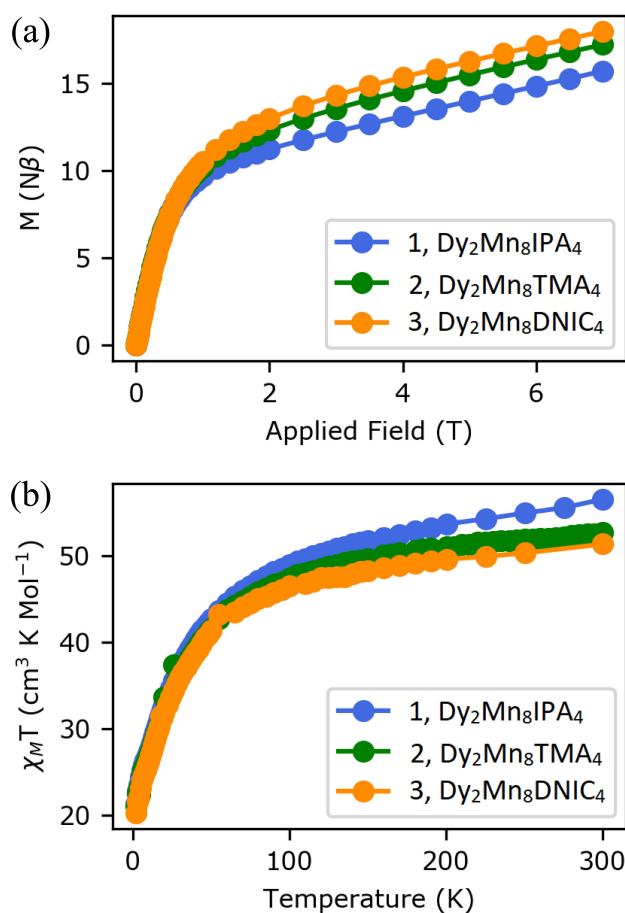 (a)
M (Nβ)
15
10
5
0
1, Dy₂Mn₈IPA₄
2, Dy₂Mn₈TMA₄
3, Dy₂Mn₈DNIC₄
0 2 4 6
Applied Field (T)
(b)
χ_MT (cm³ K Mol⁻¹)
50
40
30
20
1, Dy₂Mn₈IPA₄
2, Dy₂Mn₈TMA₄
3, Dy₂Mn₈DNIC₄
0 100 200 300
Temperature (K)